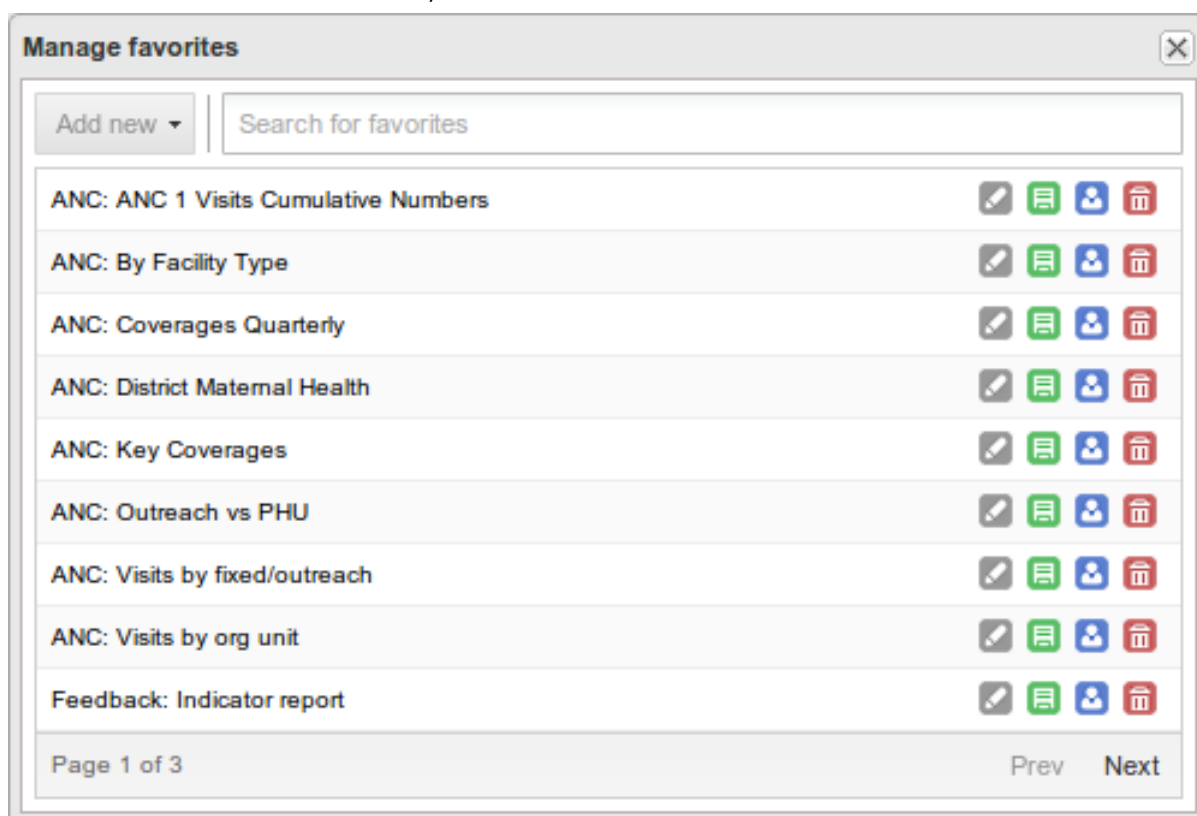 Manage favorites
Add new
Search for favorites
ANC: ANC 1 Visits Cumulative Numbers
ANC: By Facility Type
ANC: Coverages Quarterly
ANC: District Maternal Health
ANC: Key Coverages
ANC: Outreach vs PHU
ANC: Visits by fixed/outreach
ANC: Visits by org unit
Feedback: Indicator report
Page 1 of 3 Prev Next